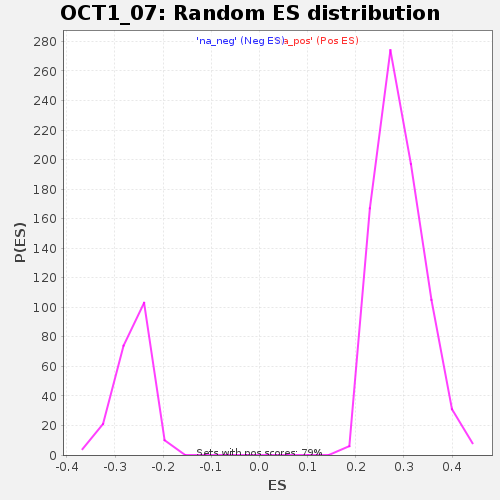 OCT1_07: Random ES distribution
'na_neg' (Neg ES) a_pos' (Pos ES)
P(ES)
280
260
240
220
200
180
160
140
120
100
80
60
40
20
0
Sets with pos scores: 79%
-0.4 -0.3 -0.2 -0.1 0.0 0.1 0.2 0.3 0.4
ES